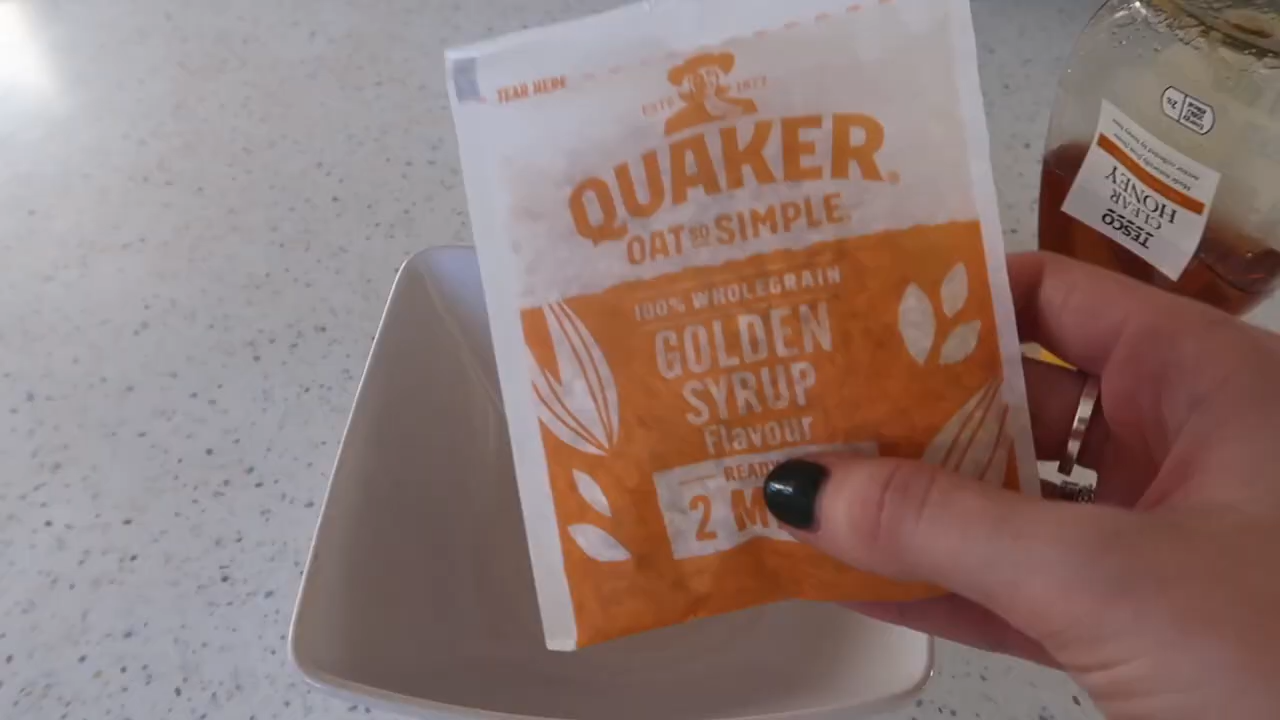 TEAR HERE
ESTD 1877
QUAKER
OAT SO SIMPLE
100% WHOLEGRAIN
GOLDEN
SYRUP
Flavour
READY
2 M
TESCO
CLEAR
HONEY